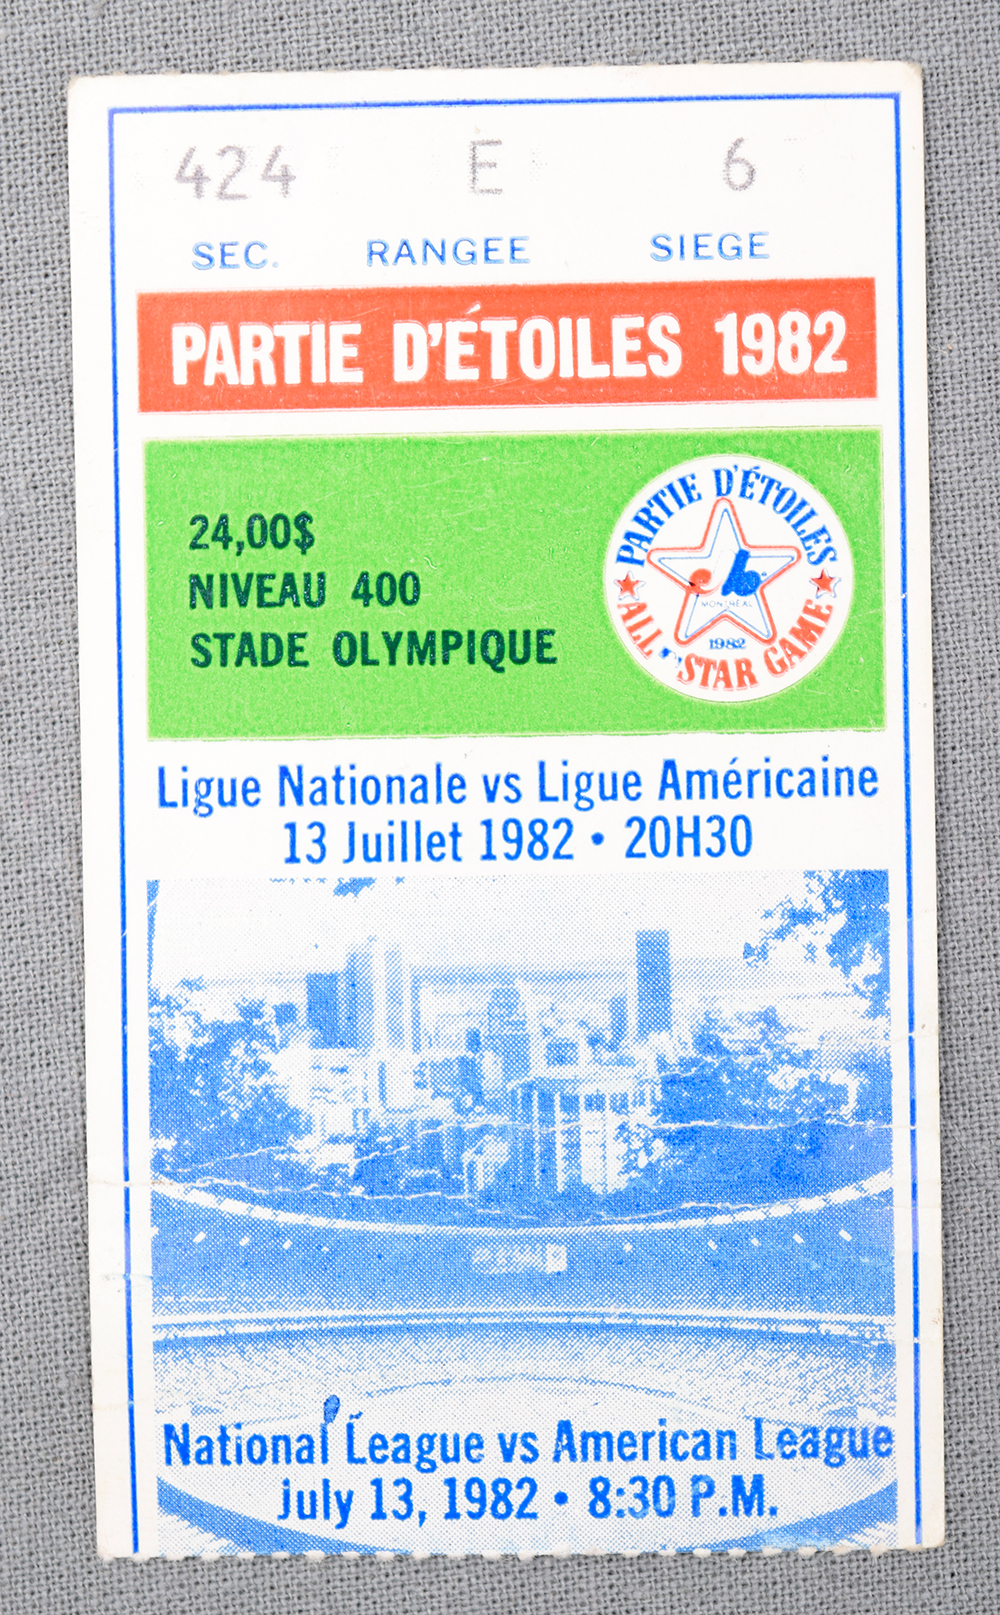 424 E 6
SEC. RANGEE SIEGE
PARTIE D'ÉTOILES 1982
24,00$
NIVEAU 400
STADE OLYMPIQUE
PARTIE D'ÉTOILES
MONTRÉAL
1982
ALL STAR GAME
Ligue Nationale vs Ligue Américaine
13 Juillet 1982 • 20H30
National League vs American League
july 13, 1982 • 8:30 P.M.